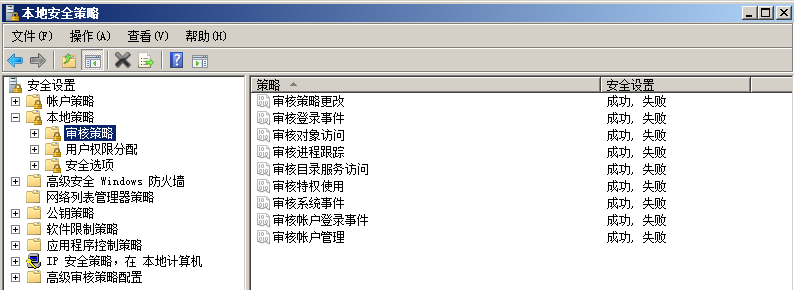 本地安全策略
文件(F) 操作(A) 查看(V) 帮助(H)
安全设置
帐户策略
本地策略
审核策略
用户权限分配
安全选项
高级安全 Windows 防火墙
网络列表管理器策略
公钥策略
软件限制策略
应用程序控制策略
IP 安全策略，在 本地计算机
高级审核策略配置
策略 安全设置
审核策略更改 成功, 失败
审核登录事件 成功, 失败
审核对象访问 成功, 失败
审核进程跟踪 成功, 失败
审核目录服务访问 成功, 失败
审核特权使用 成功, 失败
审核系统事件 成功, 失败
审核帐户登录事件 成功, 失败
审核帐户管理 成功, 失败